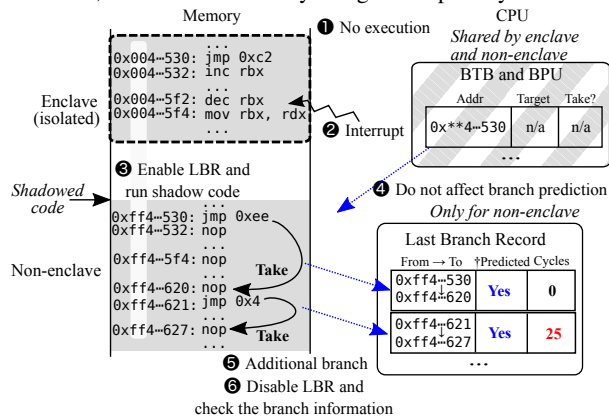 Memory
CPU
❶ No execution
Shared by enclave
and non-enclave
...
0x004⋯530: jmp 0xc2
0x004⋯532: inc rbx
...
0x004⋯5f2: dec rbx
0x004⋯5f4: mov rbx, rdx
...
Enclave
(isolated)
❷ Interrupt
BTB and BPU
Addr Target Take?
0x**4⋯530 n/a n/a
...
❸ Enable LBR and
run shadow code
Shadowed
code
❹ Do not affect branch prediction
Only for non-enclave
...
0xff4⋯530: jmp 0xee
0xff4⋯532: nop
...
0xff4⋯5f4: nop
...
0xff4⋯620: nop
0xff4⋯621: jmp 0x4
...
0xff4⋯627: nop
...
Non-enclave
Take
Take
Last Branch Record
From → To †Predicted Cycles
0xff4⋯530
↓
0xff4⋯620
Yes 0
0xff4⋯621
↓
0xff4⋯627
Yes 25
...
❺ Additional branch
❻ Disable LBR and
check the branch information